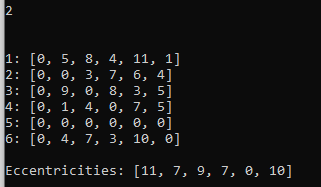 2
1: [0, 5, 8, 4, 11, 1]
2: [0, 0, 3, 7, 6, 4]
3: [0, 9, 0, 8, 3, 5]
4: [0, 1, 4, 0, 7, 5]
5: [0, 0, 0, 0, 0, 0]
6: [0, 4, 7, 3, 10, 0]
Eccentricities: [11, 7, 9, 7, 0, 10]